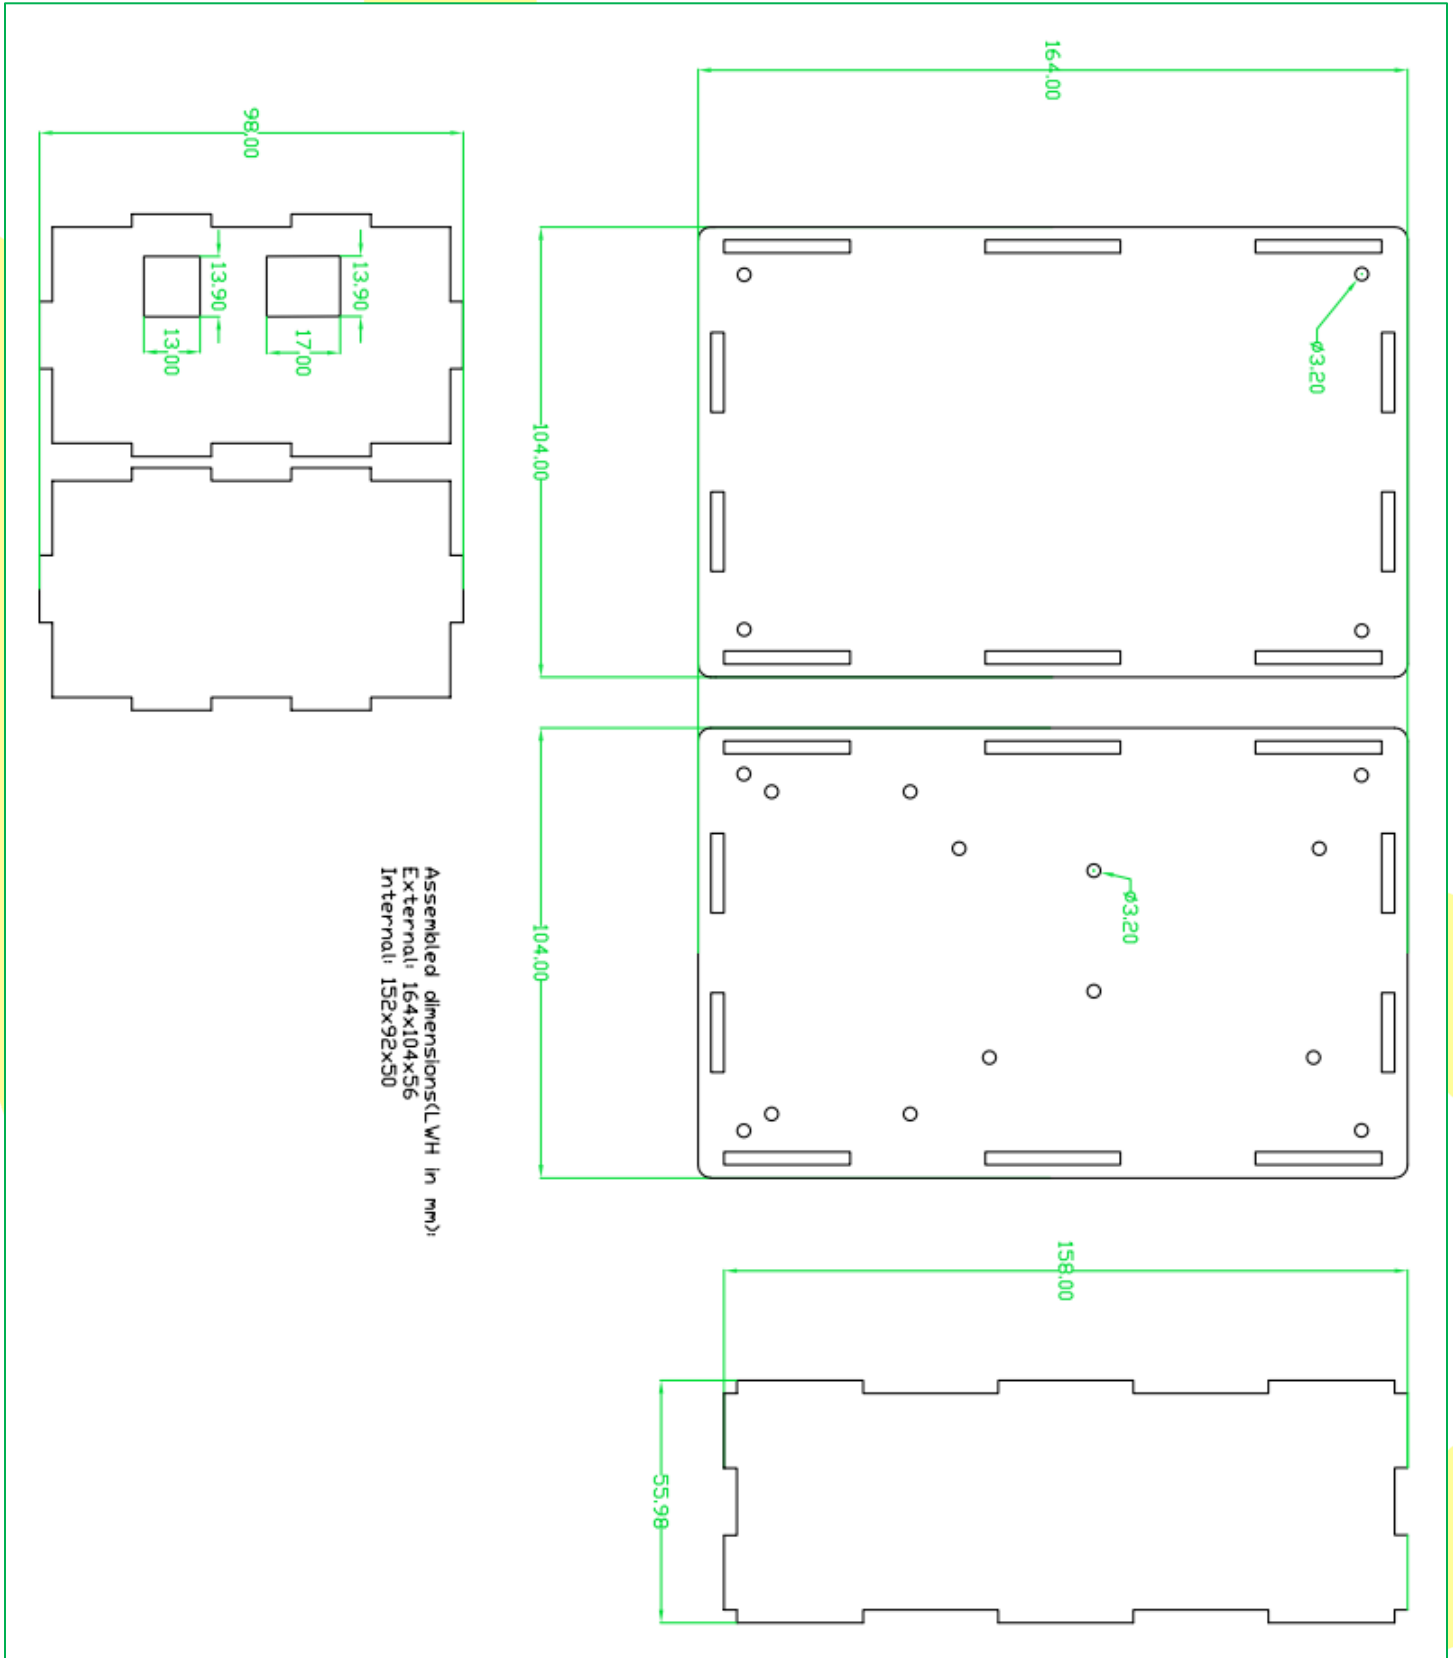 164.00
98.00
13.90
13.90
13.00
17.00
ø3.20
104.00
ø3.20
104.00
Assembled dimensions(LWH in mm):
External: 164x104x56
Internal: 152x92x50
158.00
55.98